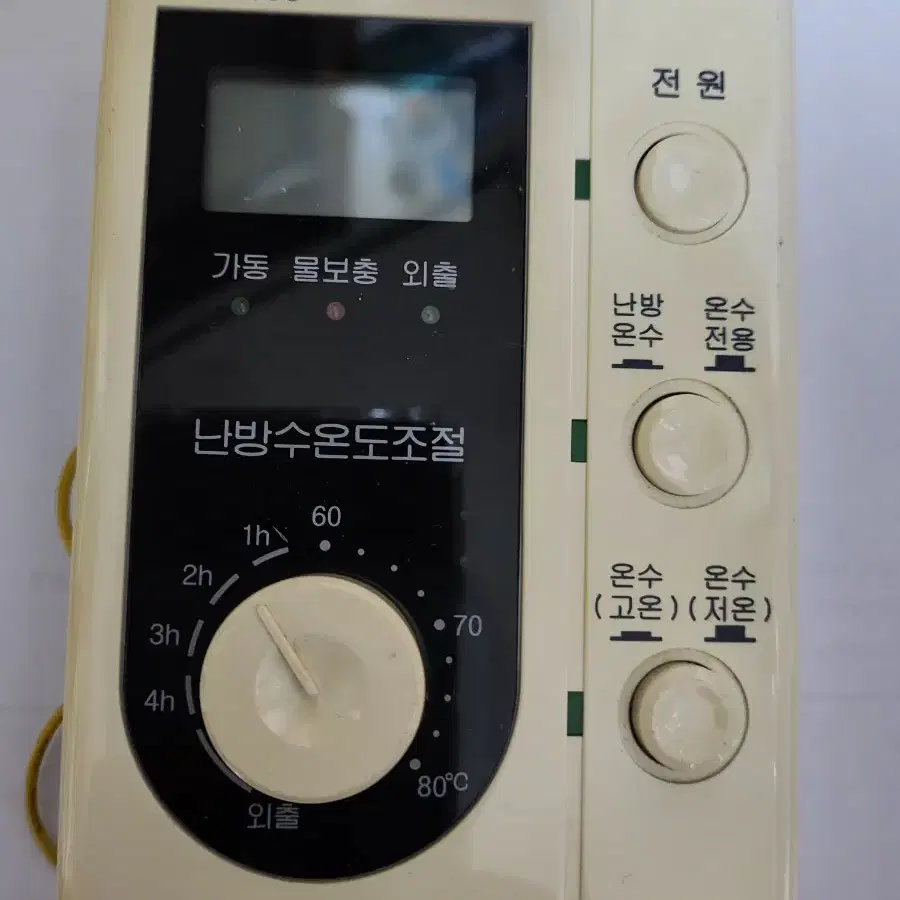 전원
가동 물보충 외출
난방 온수
온수 전용
난방수온도조절
60
1h
2h
3h
4h
70
80℃
외출
온수 온수
(고온) (저온)